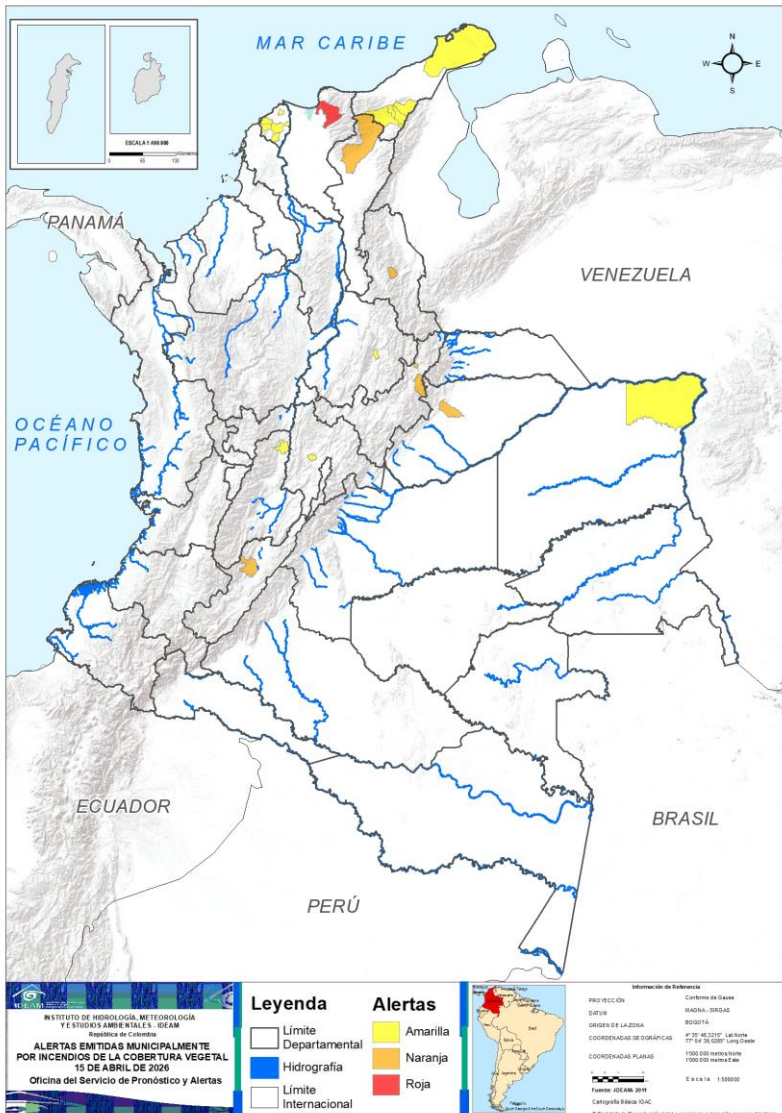 MAR CARIBE
N
W
E
S
ESCALA 1:400 000
0 65 130
PANAMÁ
VENEZUELA
OCÉANO
PACÍFICO
ECUADOR
BRASIL
PERÚ
IDEAM
INSTITUTO DE HIDROLOGÍA, METEOROLOGÍA
Y ESTUDIOS AMBIENTALES - IDEAM
República de Colombia
ALERTAS EMITIDAS MUNICIPALMENTE
POR INCENDIOS DE LA COBERTURA VEGETAL
15 DE ABRIL DE 2026
Oficina del Servicio de Pronóstico y Alertas
Leyenda
Límite
Departamental
Hidrografía
Límite
Internacional
Alertas
Amarilla
Naranja
Roja
Información de Referencia
PROYECCIÓN Conforme de Gauss
DATUM MAGNA - SIRGAS
ORIGEN DE LA ZONA BOGOTÁ
COORDENADAS GEOGRÁFICAS
COORDENADAS PLANAS 1'000.000 metros Norte
1'000.000 metros Este
Fuente: IDEAM 2011
Cartografía Básica IGAC